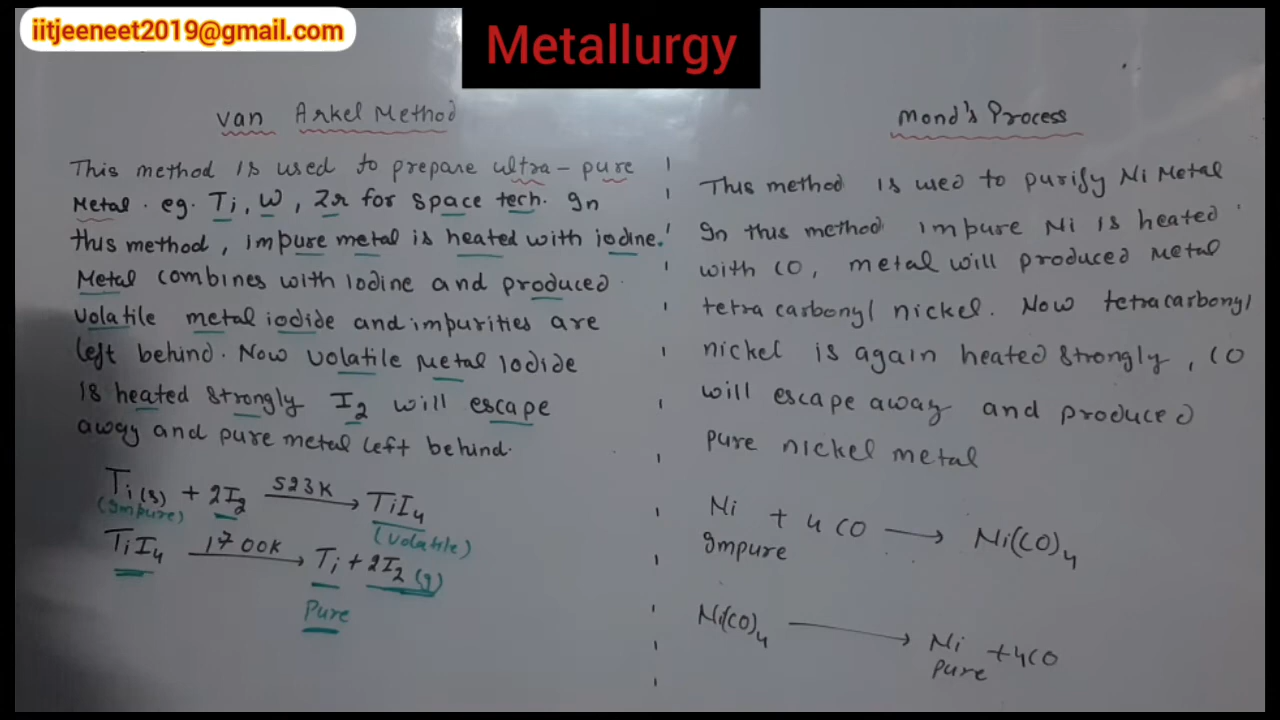 iitjeeneet2019@gmail.com
Metallurgy
van Arkel Method
This method is used to prepare ultra-pure
Metal. eg. Ti, W, Zr for space tech. In
this method, impure metal is heated with iodine.
Metal combines with Iodine and produced
volatile metal iodide and impurities are
left behind. Now volatile metal Iodide
is heated strongly I₂ will escape
away and pure metal left behind.
Ti(s) + 2I₂ 523K → TiI₄
(Impure) (volatile)
TiI₄ 1700K → Ti + 2I₂(g)
Pure
Mond's Process
This method is used to purify Ni Metal
In this method impure Ni is heated
with CO, metal will produced metal
tetra carbonyl nickel. Now tetracarbonyl
nickel is again heated strongly, CO
will escape away and produced
pure nickel metal
Ni + 4CO → Ni(CO)₄
Impure
Ni(CO)₄ → Ni + 4CO
pure